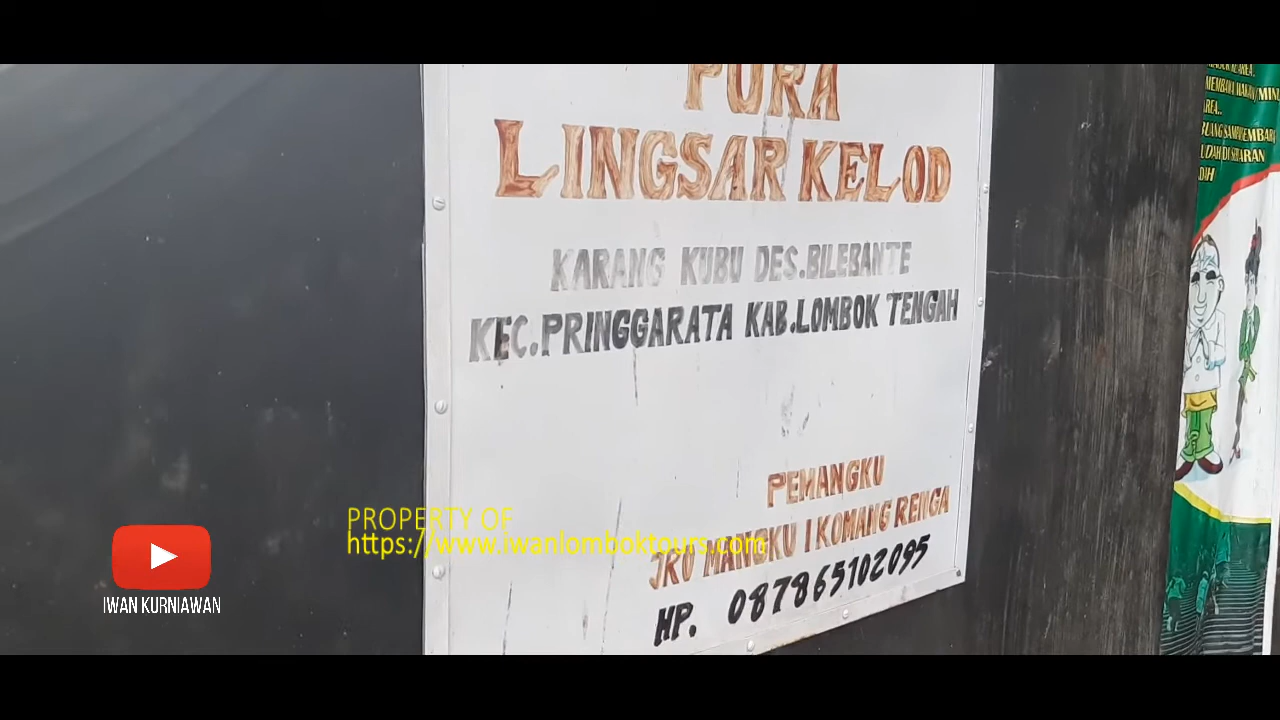 PURA
LINGSAR KELOD
KARANG KUBU DES.BILEBANTE
KEC.PRINGGARATA KAB.LOMBOK TENGAH
PEMANGKU
JRO MANGKU I KOMANG RENGA
HP. 087865102095
PROPERTY OF
https://www.iwanlomboktours.com
IWAN KURNIAWAN
AREA..